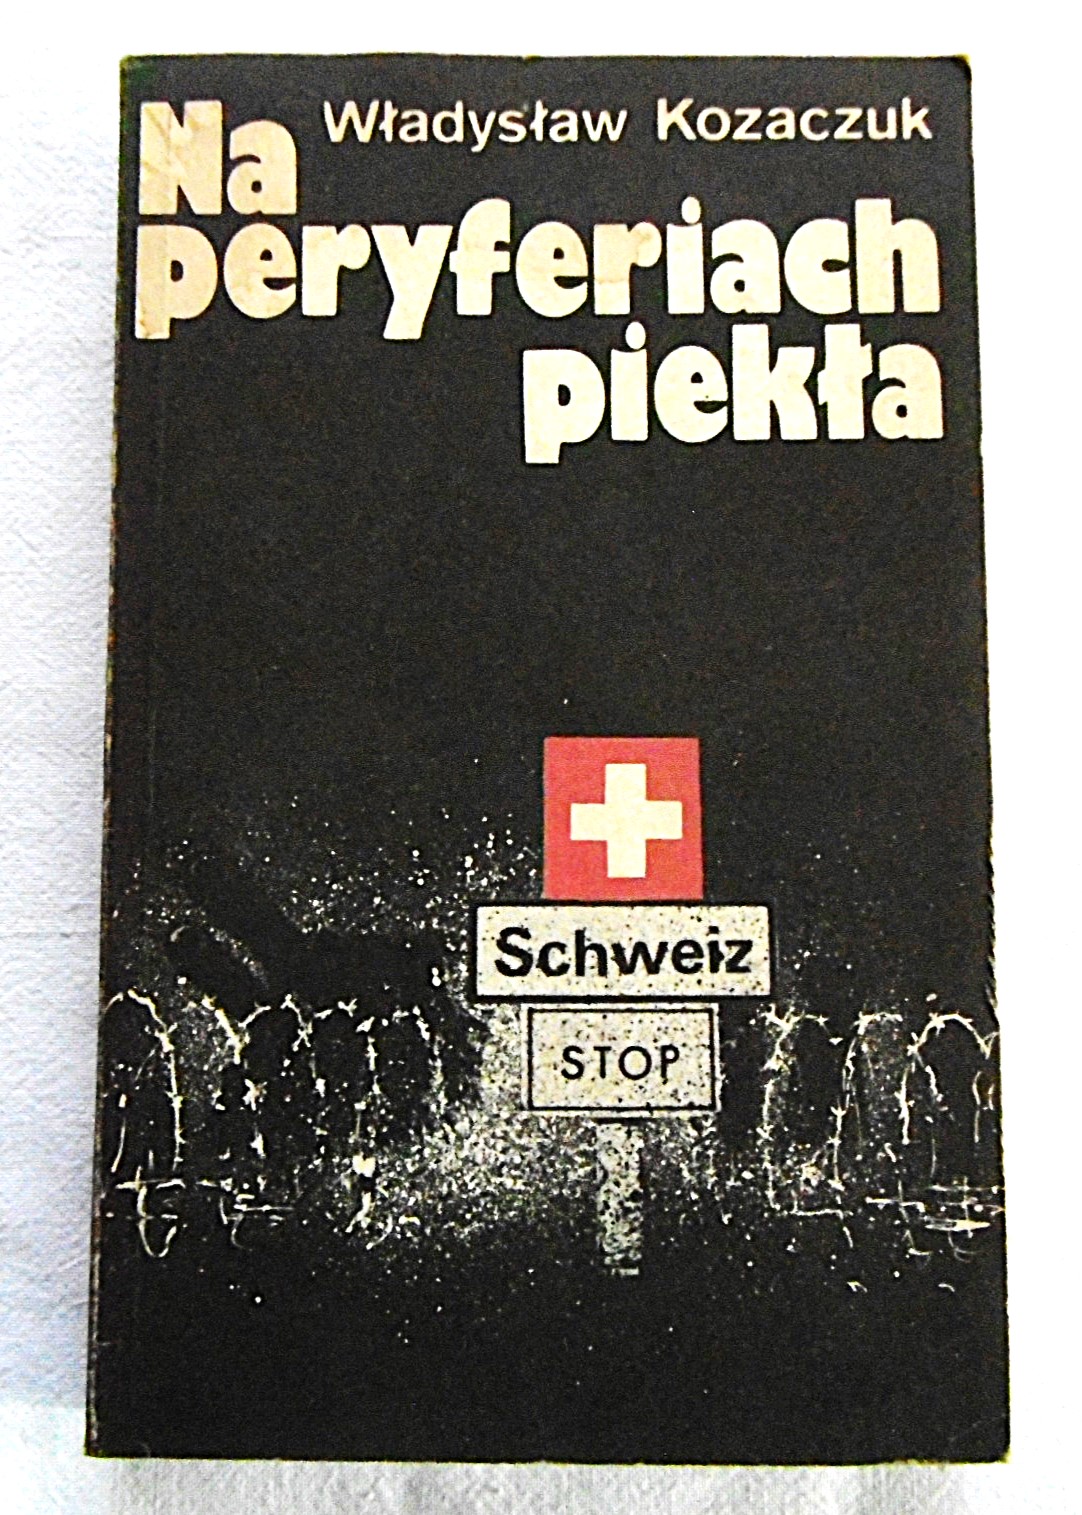 Władysław Kozaczuk
Na
peryferiach
piekła
Schweiz
STOP